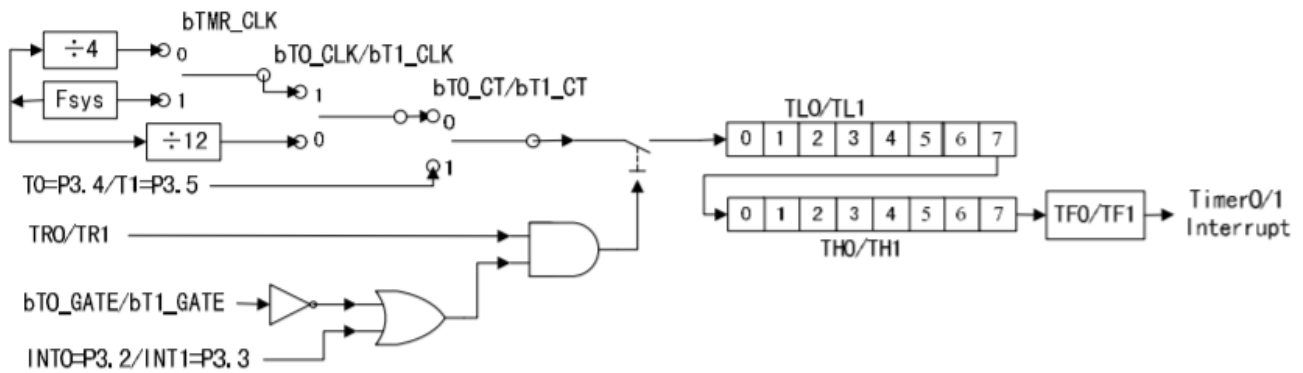 bTMR_CLK
÷4
0
bT0_CLK/bT1_CLK
Fsys
1
1
bT0_CT/bT1_CT
÷12
0
0
TL0/TL1
0 1 2 3 4 5 6 7
T0=P3.4/T1=P3.5
1
TR0/TR1
0 1 2 3 4 5 6 7
TH0/TH1
TF0/TF1
Timer0/1
Interrupt
bT0_GATE/bT1_GATE
INT0=P3.2/INT1=P3.3